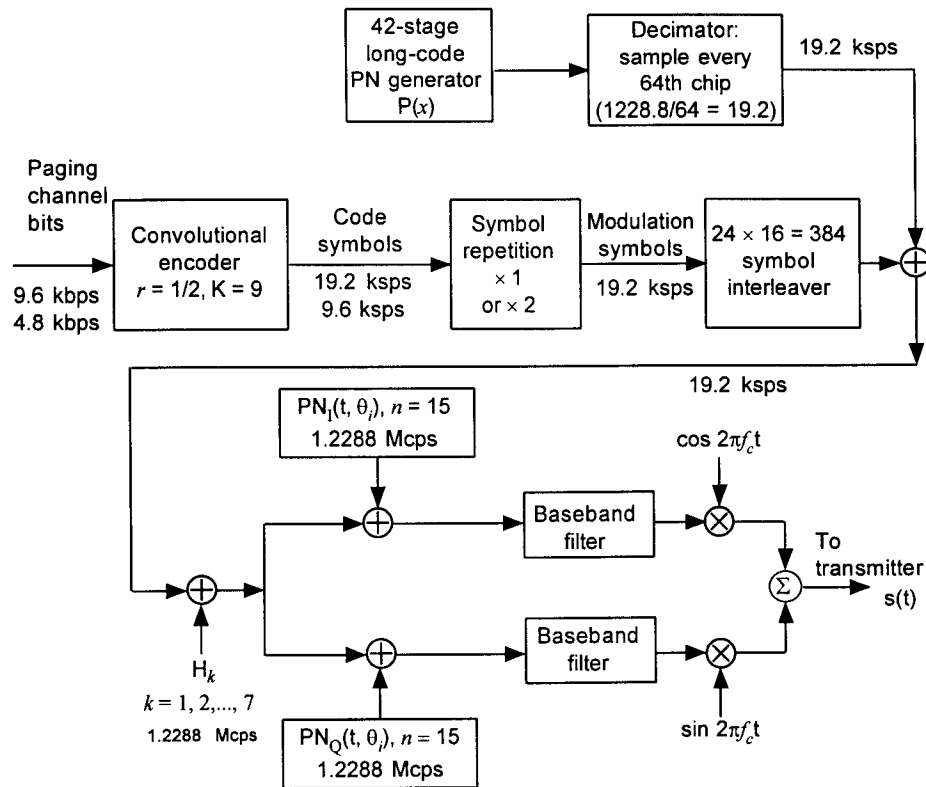 42-stage
long-code
PN generator
P(x)
Decimator:
sample every
64th chip
(1228.8/64 = 19.2)
19.2 ksps
Paging
channel
bits
9.6 kbps
4.8 kbps
Convolutional
encoder
r = 1/2, K = 9
Code
symbols
19.2 ksps
9.6 ksps
Symbol
repetition
× 1
or × 2
Modulation
symbols
19.2 ksps
24 × 16 = 384
symbol
interleaver
+
19.2 ksps
PN_I(t, θ_i), n = 15
1.2288 Mcps
cos 2πf_ct
+
Baseband
filter
×
To
transmitter
s(t)
+
Σ
H_k
k = 1, 2,..., 7
1.2288 Mcps
+
Baseband
filter
×
PN_Q(t, θ_i), n = 15
1.2288 Mcps
sin 2πf_ct